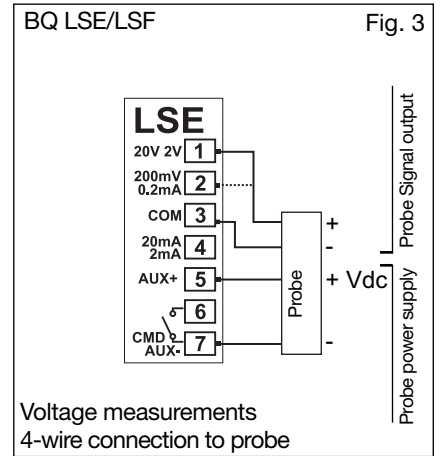 BQ LSE/LSF
Fig. 3
LSE
20V 2V 1
200mV
0.2mA 2
COM 3
20mA
2mA 4
AUX+ 5
6
CMD
AUX- 7
Probe
+
-
+ Vdc
-
Probe Signal output
Probe power supply
Voltage measurements
4-wire connection to probe